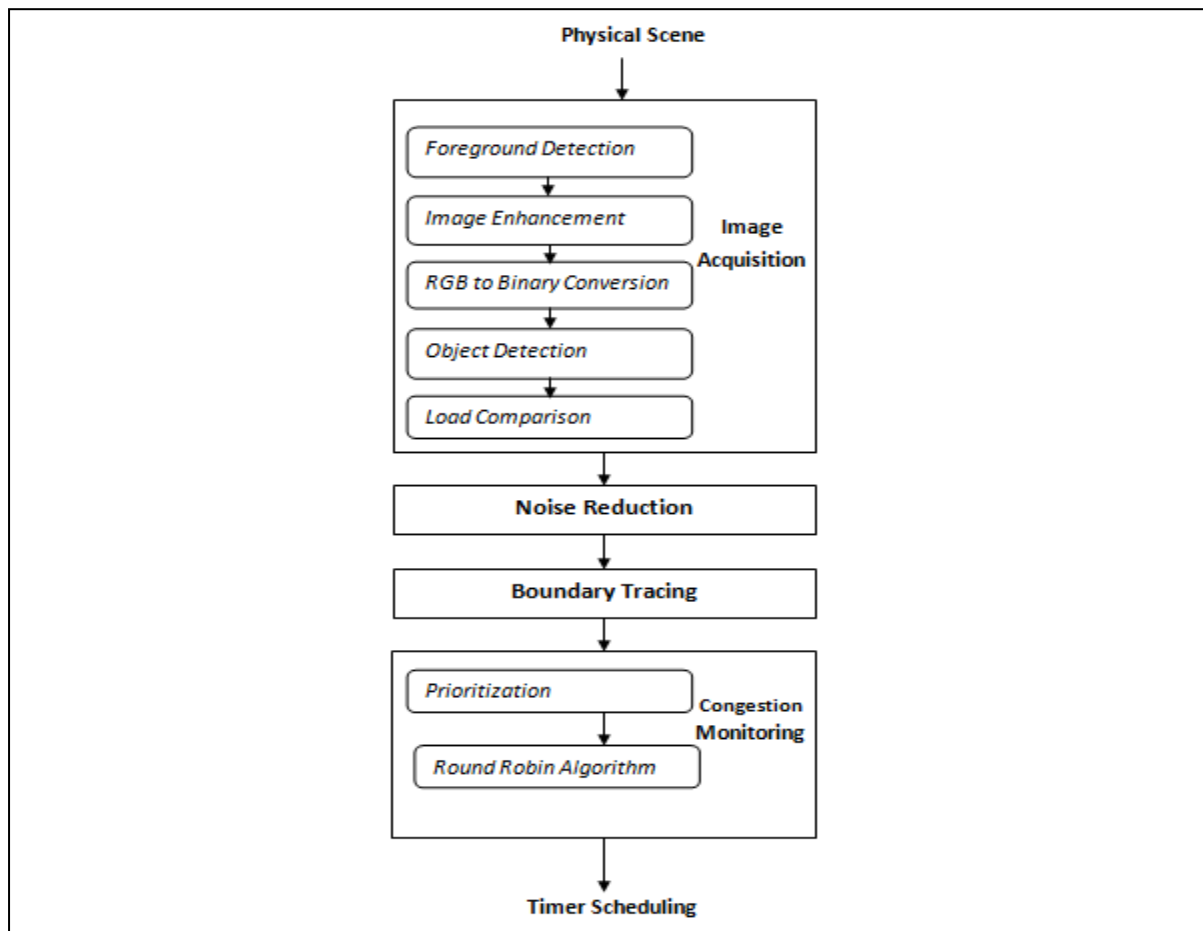 Physical Scene
Foreground Detection
Image Enhancement
Image
Acquisition
RGB to Binary Conversion
Object Detection
Load Comparison
Noise Reduction
Boundary Tracing
Prioritization
Congestion
Monitoring
Round Robin Algorithm
Timer Scheduling